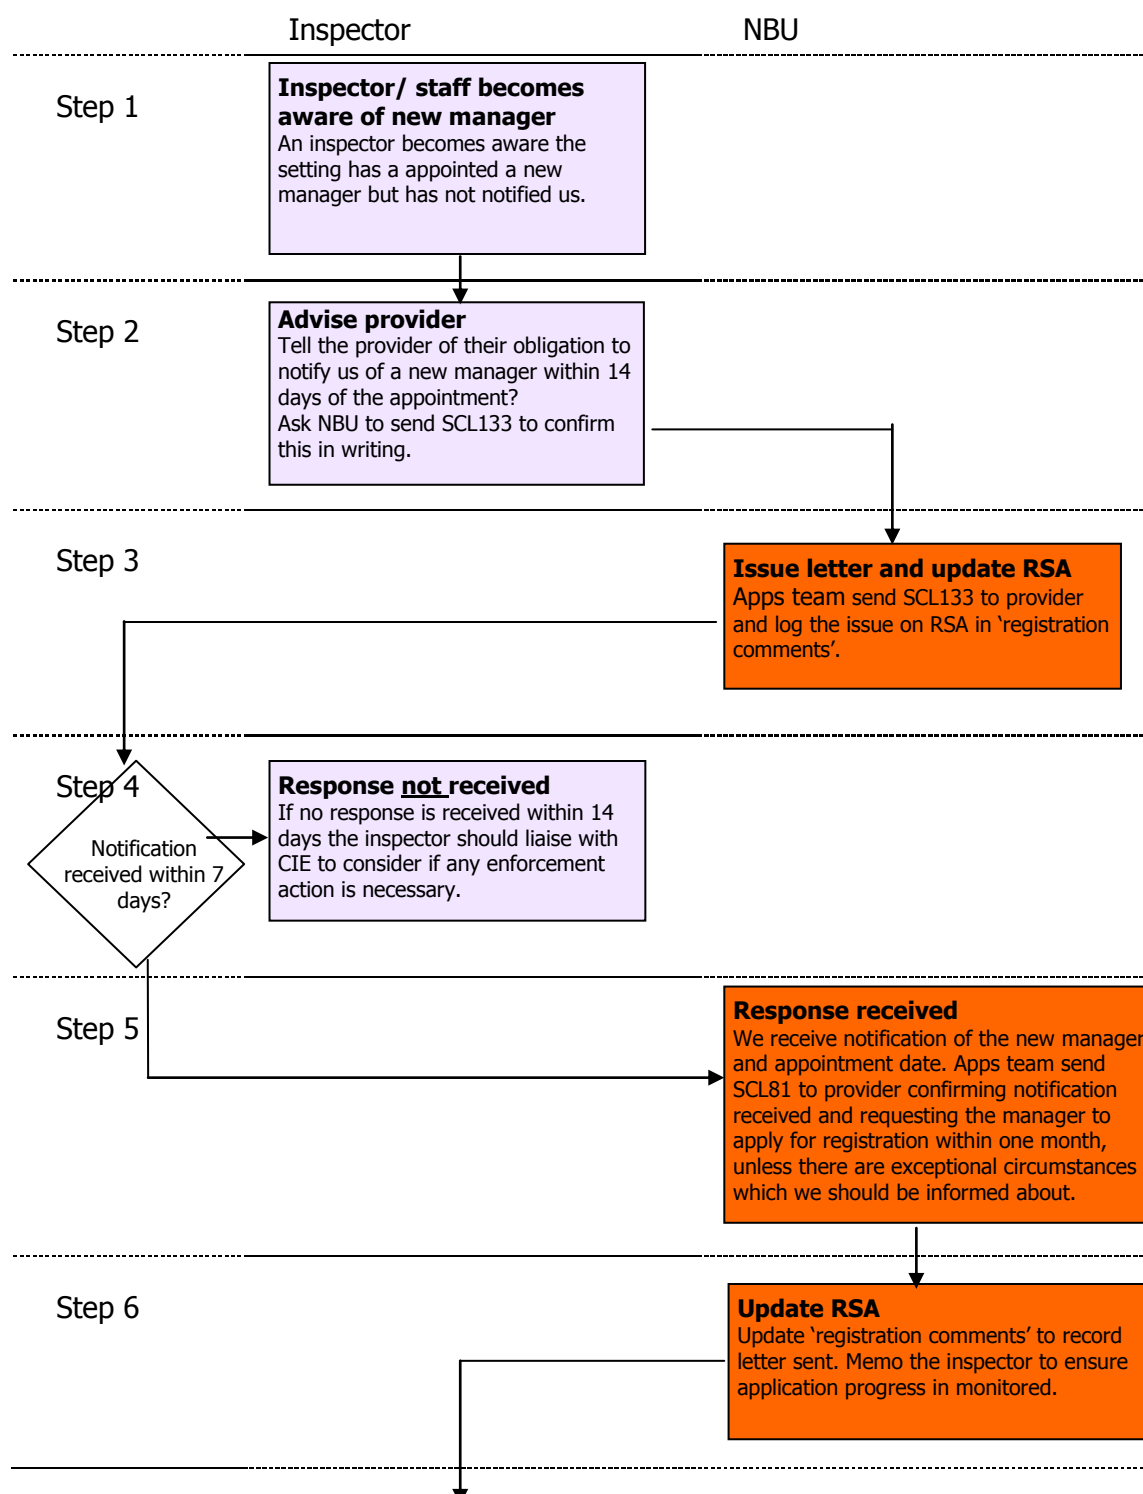 Inspector
NBU
Step 1
Inspector/ staff becomes
aware of new manager
An inspector becomes aware the
setting has a appointed a new
manager but has not notified us.
Step 2
Advise provider
Tell the provider of their obligation to
notify us of a new manager within 14
days of the appointment?
Ask NBU to send SCL133 to confirm
this in writing.
Step 3
Issue letter and update RSA
Apps team send SCL133 to provider
and log the issue on RSA in ‘registration
comments’.
Step 4
Notification
received within 7
days?
Response not received
If no response is received within 14
days the inspector should liaise with
CIE to consider if any enforcement
action is necessary.
Step 5
Response received
We receive notification of the new manager
and appointment date. Apps team send
SCL81 to provider confirming notification
received and requesting the manager to
apply for registration within one month,
unless there are exceptional circumstances
which we should be informed about.
Step 6
Update RSA
Update ‘registration comments’ to record
letter sent. Memo the inspector to ensure
application progress in monitored.